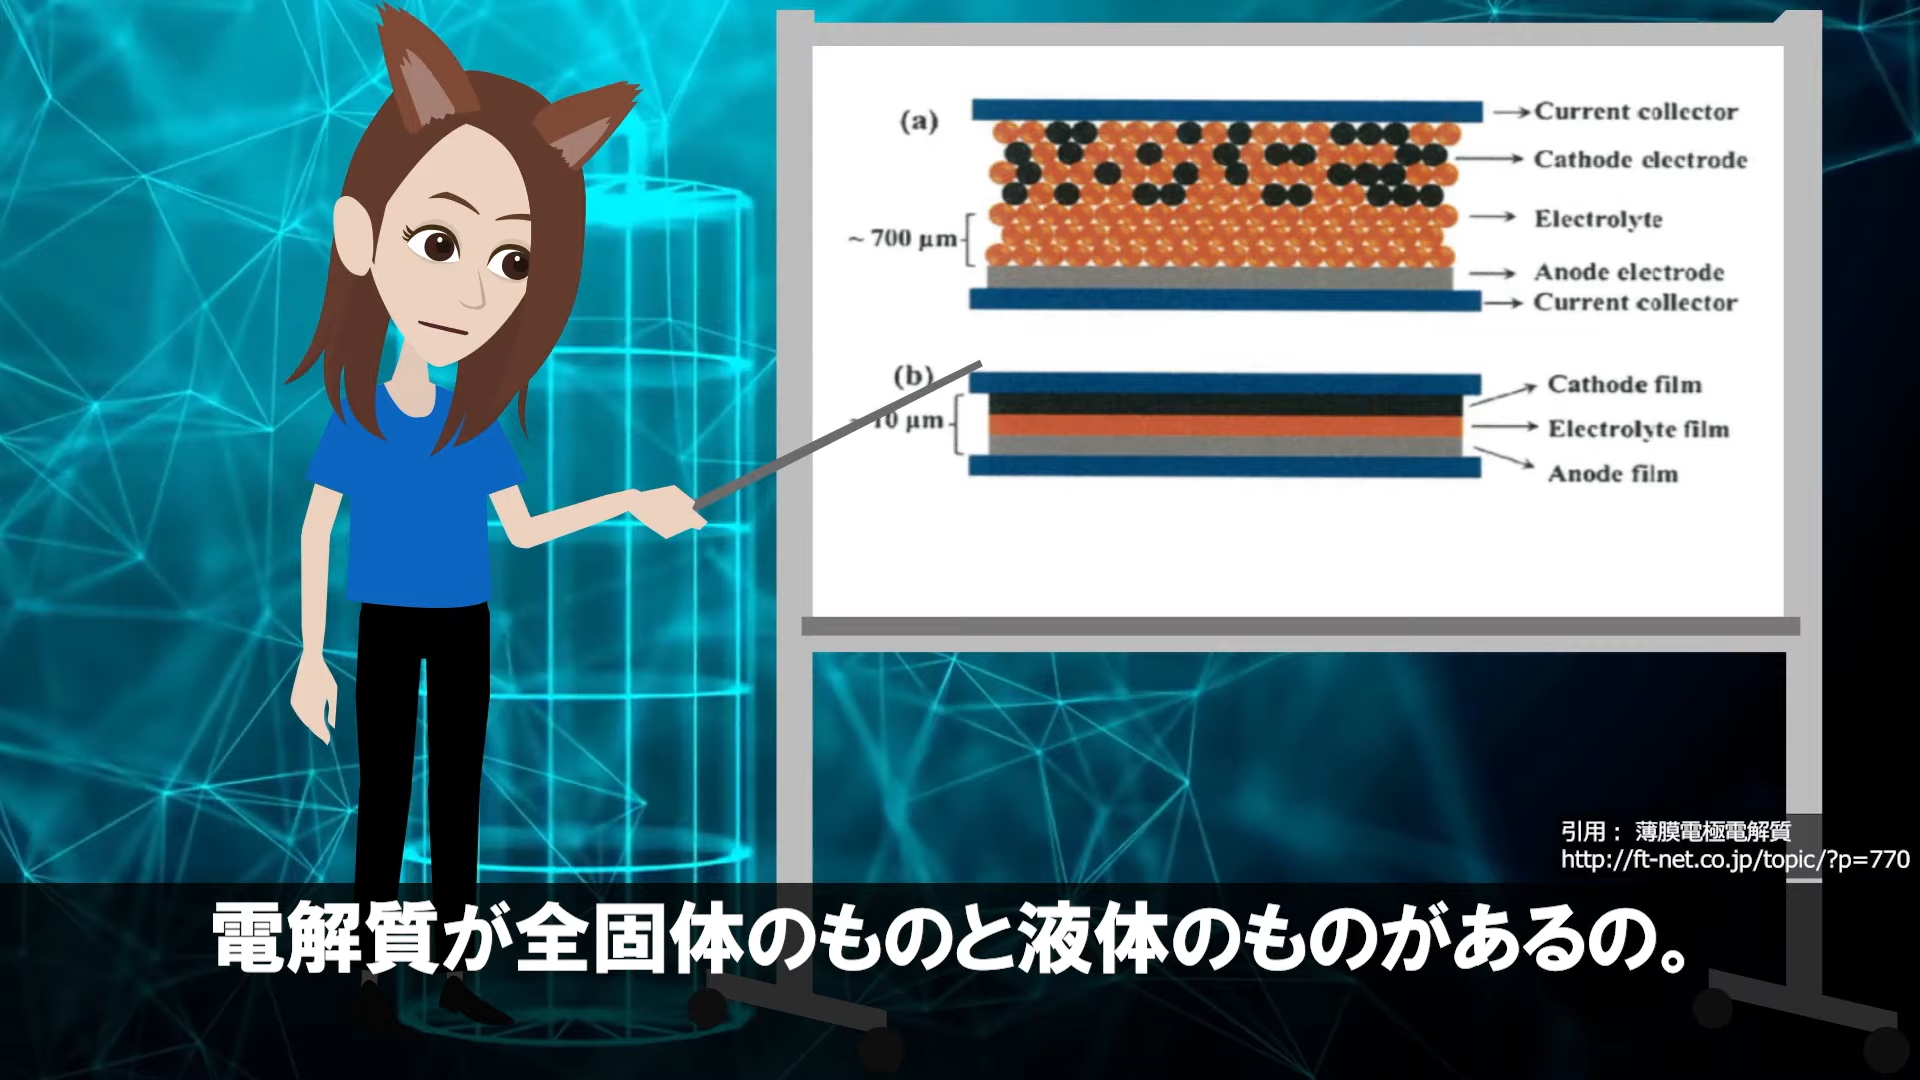 (a)
Current collector
Cathode electrode
Electrolyte
~ 700 μm
Anode electrode
Current collector
(b)
Cathode film
10 μm
Electrolyte film
Anode film
引用： 薄膜電極電解質
http://ft-net.co.jp/topic/?p=770
電解質が全固体のものと液体のものがあるの。